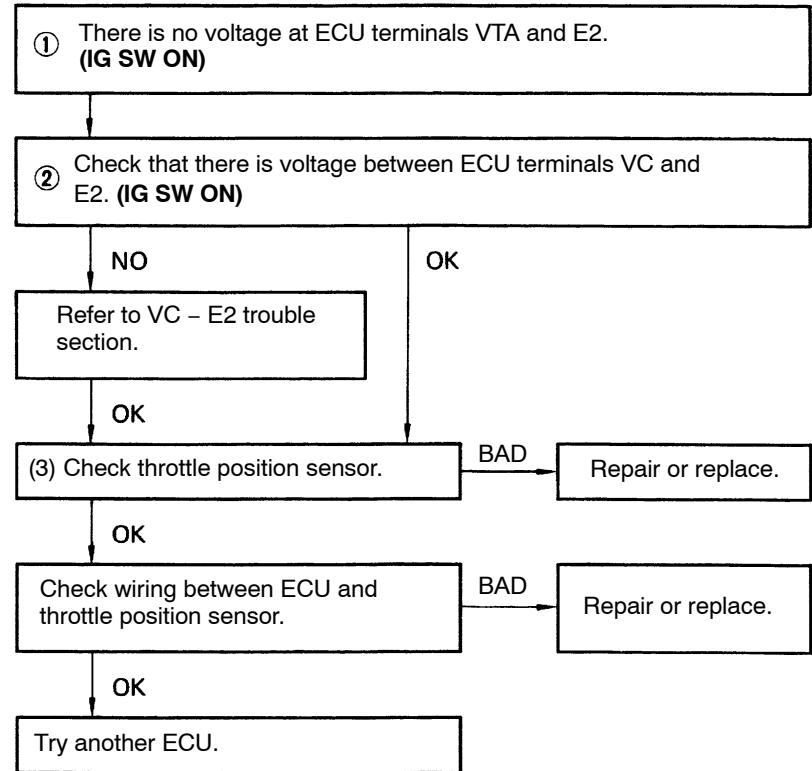 ① There is no voltage at ECU terminals VTA and E2.
(IG SW ON)
② Check that there is voltage between ECU terminals VC and
E2. (IG SW ON)
NO
OK
Refer to VC – E2 trouble
section.
OK
(3) Check throttle position sensor.
BAD
Repair or replace.
OK
Check wiring between ECU and
throttle position sensor.
BAD
Repair or replace.
OK
Try another ECU.